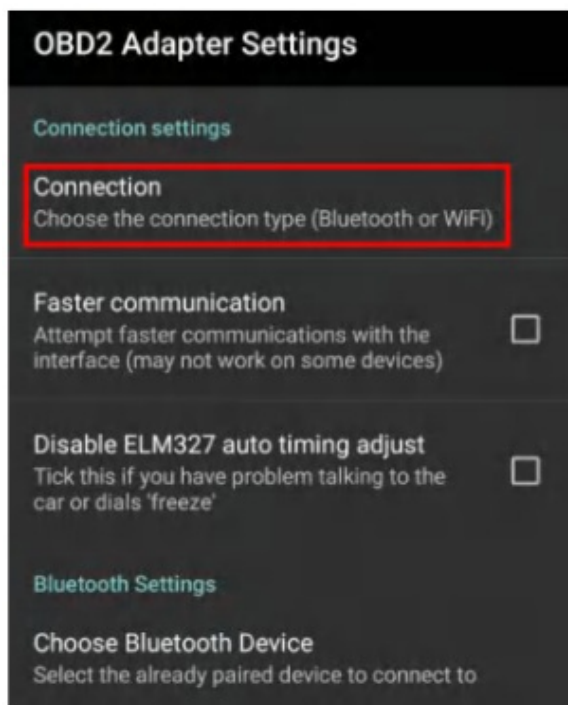 OBD2 Adapter Settings
Connection settings
Connection
Choose the connection type (Bluetooth or WiFi)
Faster communication
Attempt faster communications with the
interface (may not work on some devices)
Disable ELM327 auto timing adjust
Tick this if you have problem talking to the
car or dials 'freeze'
Bluetooth Settings
Choose Bluetooth Device
Select the already paired device to connect to